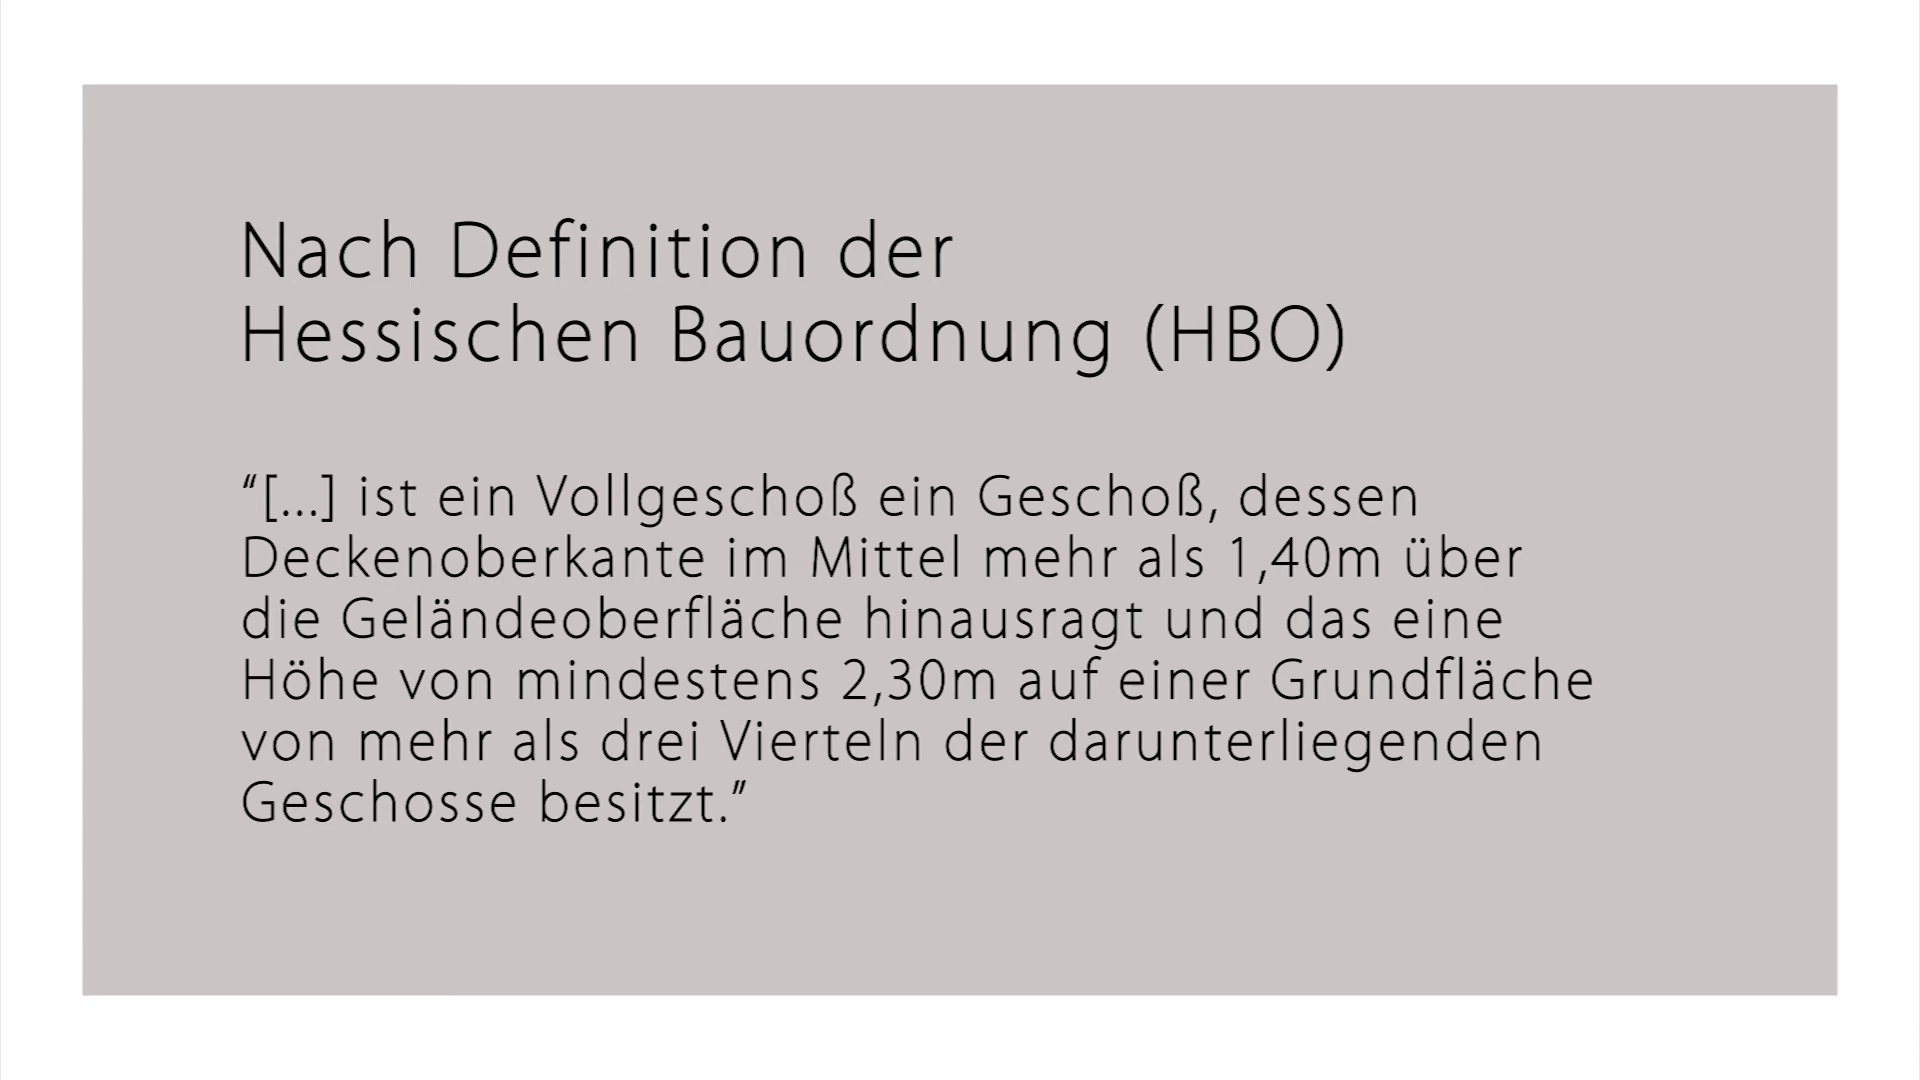 Nach Definition der
Hessischen Bauordnung (HBO)
“[...] ist ein Vollgeschoß ein Geschoß, dessen
Deckenoberkante im Mittel mehr als 1,40m über
die Geländeoberfläche hinausragt und das eine
Höhe von mindestens 2,30m auf einer Grundfläche
von mehr als drei Vierteln der darunterliegenden
Geschosse besitzt.”